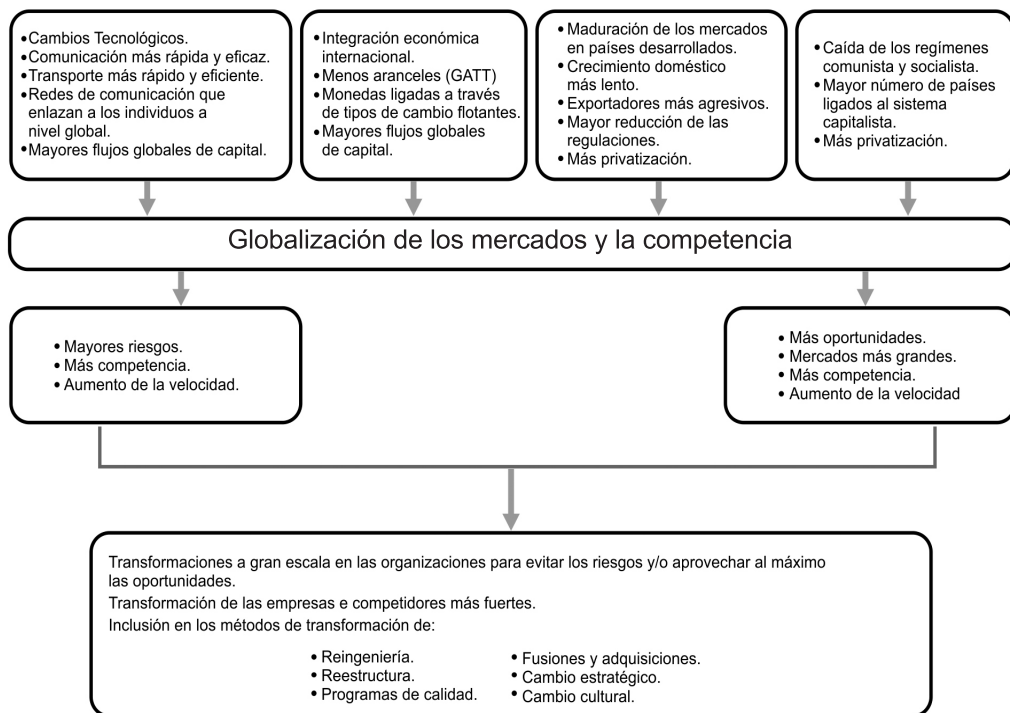 • Cambios Tecnológicos.
• Comunicación más rápida y eficaz.
• Transporte más rápido y eficiente.
• Redes de comunicación que
enlazan a los individuos a
nivel global.
• Mayores flujos globales de capital.
• Integración económica
internacional.
• Menos aranceles (GATT)
• Monedas ligadas a través
de tipos de cambio flotantes.
• Mayores flujos globales
de capital.
• Maduración de los mercados
en países desarrollados.
• Crecimiento doméstico
más lento.
• Exportadores más agresivos.
• Mayor reducción de las
regulaciones.
• Más privatización.
• Caída de los regímenes
comunista y socialista.
• Mayor número de países
ligados al sistema
capitalista.
• Más privatización.
Globalización de los mercados y la competencia
• Mayores riesgos.
• Más competencia.
• Aumento de la velocidad.
• Más oportunidades.
• Mercados más grandes.
• Más competencia.
• Aumento de la velocidad
Transformaciones a gran escala en las organizaciones para evitar los riesgos y/o aprovechar al máximo
las oportunidades.
Transformación de las empresas e competidores más fuertes.
Inclusión en los métodos de transformación de:
• Reingeniería.
• Reestructura.
• Programas de calidad.
• Fusiones y adquisiciones.
• Cambio estratégico.
• Cambio cultural.